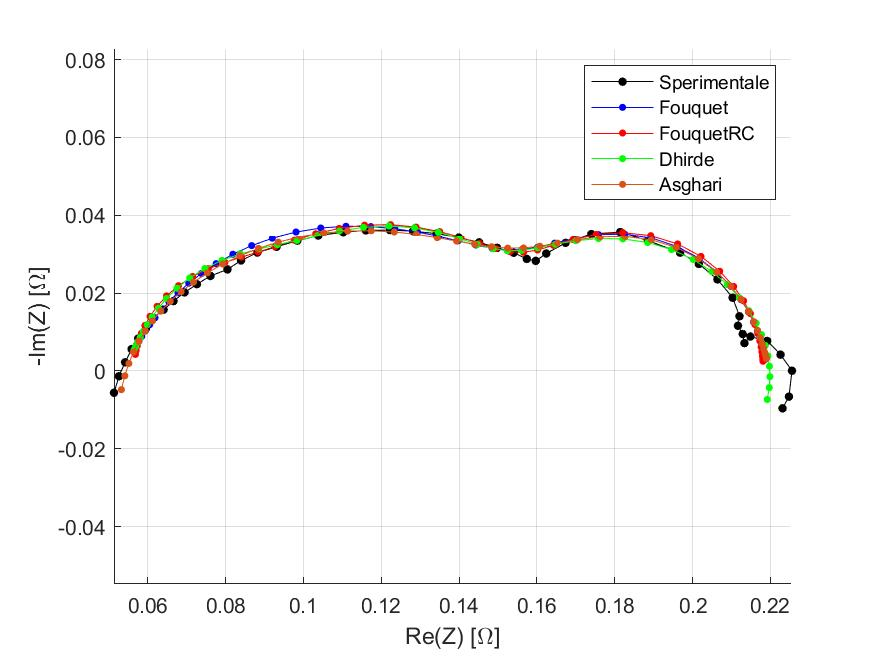 0.08
0.06
0.04
0.02
0
-0.02
-0.04
-Im(Z) [Ω]
0.06 0.08 0.1 0.12 0.14 0.16 0.18 0.2 0.22
Re(Z) [Ω]
Sperimentale
Fouquet
FouquetRC
Dhirde
Asghari